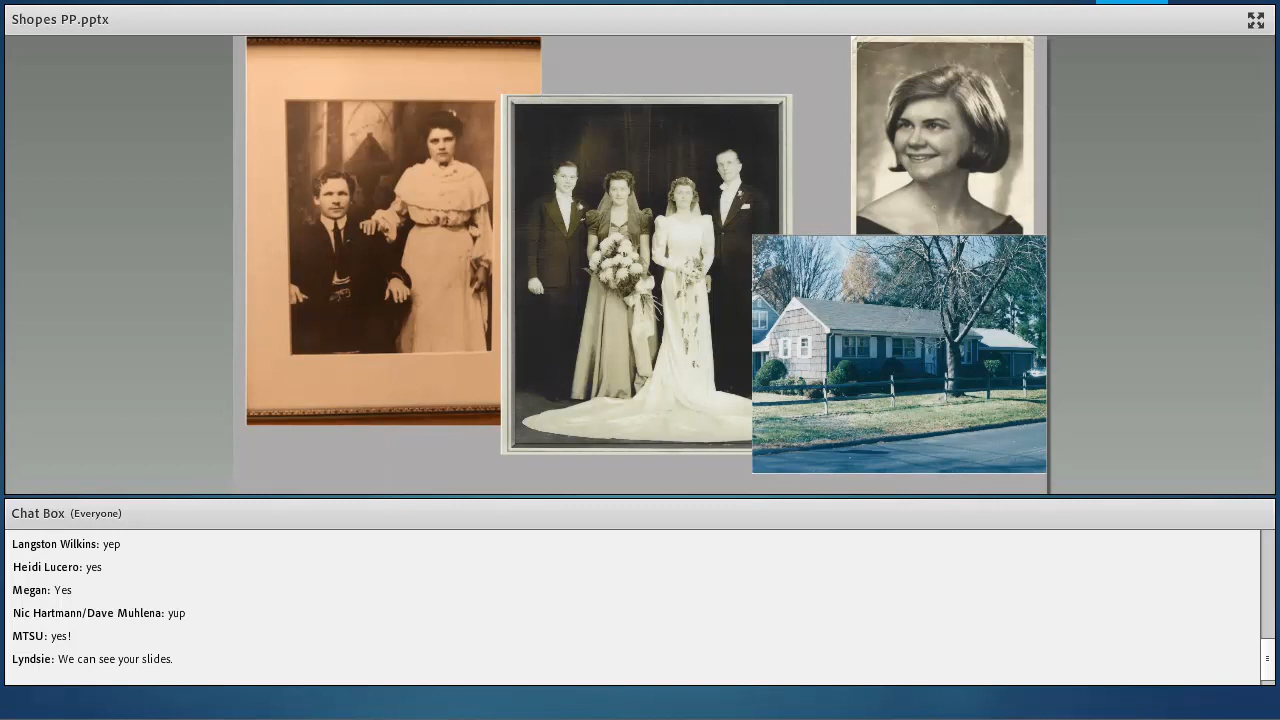 Shopes PP.pptx
Chat Box (Everyone)
Langston Wilkins: yep
Heidi Lucero: yes
Megan: Yes
Nic Hartmann/Dave Muhlena: yup
MTSU: yes!
Lyndsie: We can see your slides.